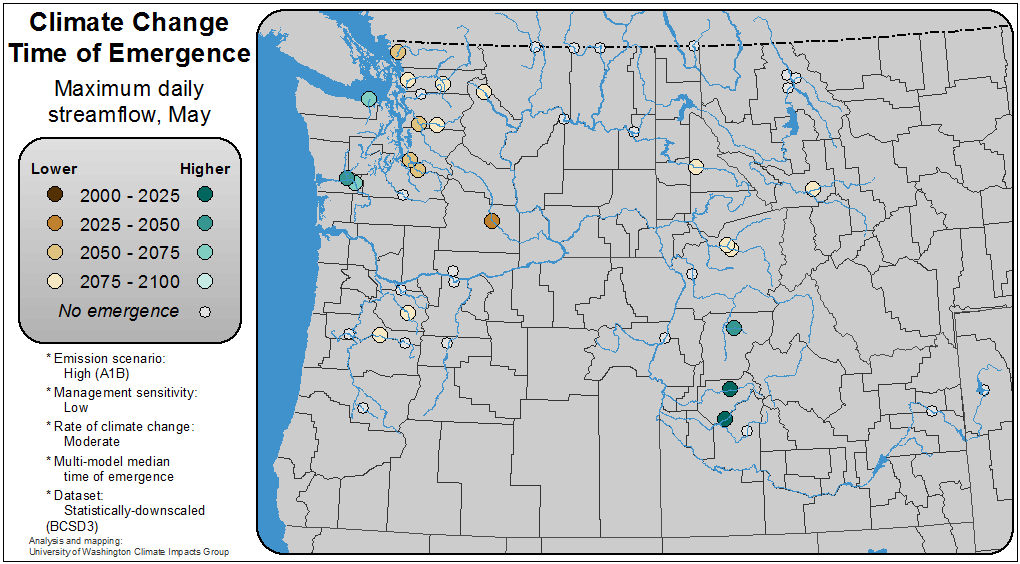 Climate Change
Time of Emergence
Maximum daily
streamflow, May
Lower Higher
2000 - 2025
2025 - 2050
2050 - 2075
2075 - 2100
No emergence
* Emission scenario:
High (A1B)
* Management sensitivity:
Low
* Rate of climate change:
Moderate
* Multi-model median
time of emergence
* Dataset:
Statistically-downscaled
(BCSD3)
Analysis and mapping:
University of Washington Climate Impacts Group